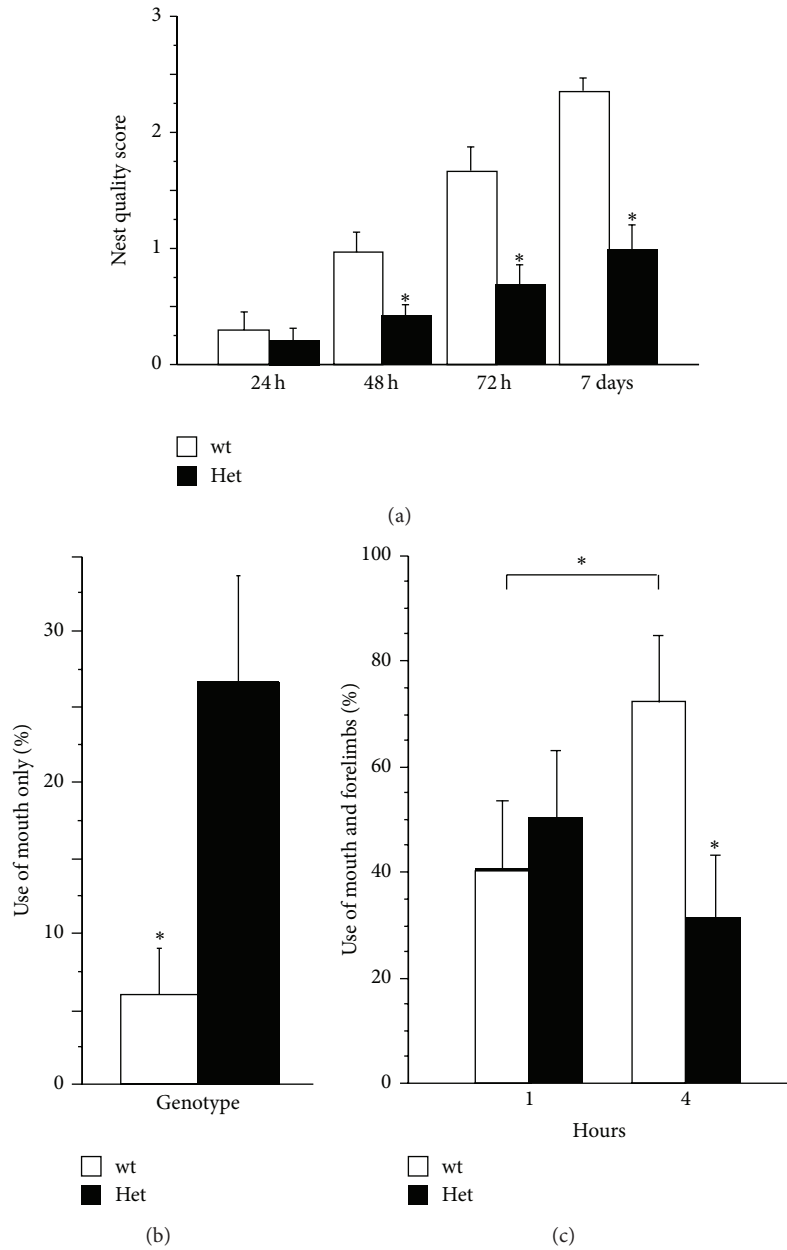 3
2
1
0
Nest quality score
*
*
*
24 h
48 h
72 h
7 days
wt
Het
(a)
30
20
10
0
Use of mouth only (%)
*
Genotype
wt
Het
(b)
100
80
60
40
20
0
Use of mouth and forelimbs (%)
*
*
1
4
Hours
wt
Het
(c)